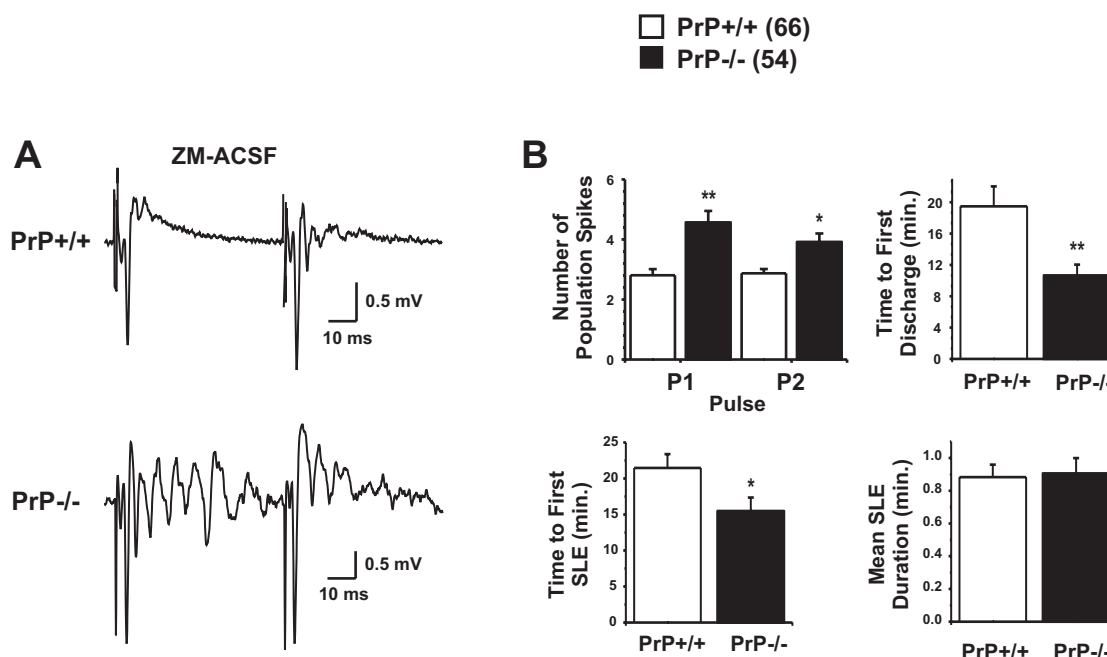 PrP+/+ (66)
PrP-/- (54)
A
ZM-ACSF
PrP+/+
0.5 mV
10 ms
PrP-/-
0.5 mV
10 ms
B
Number of
Population Spikes
6
4
2
0
**
*
P1
P2
Pulse
Time to First
Discharge (min.)
20
16
12
8
4
0
**
PrP+/+
PrP-/-
Time to First
SLE (min.)
25
20
15
10
5
0
*
PrP+/+
PrP-/-
Mean SLE
Duration (min.)
1.0
0.8
0.6
0.4
0.2
0.0
PrP+/+
PrP-/-